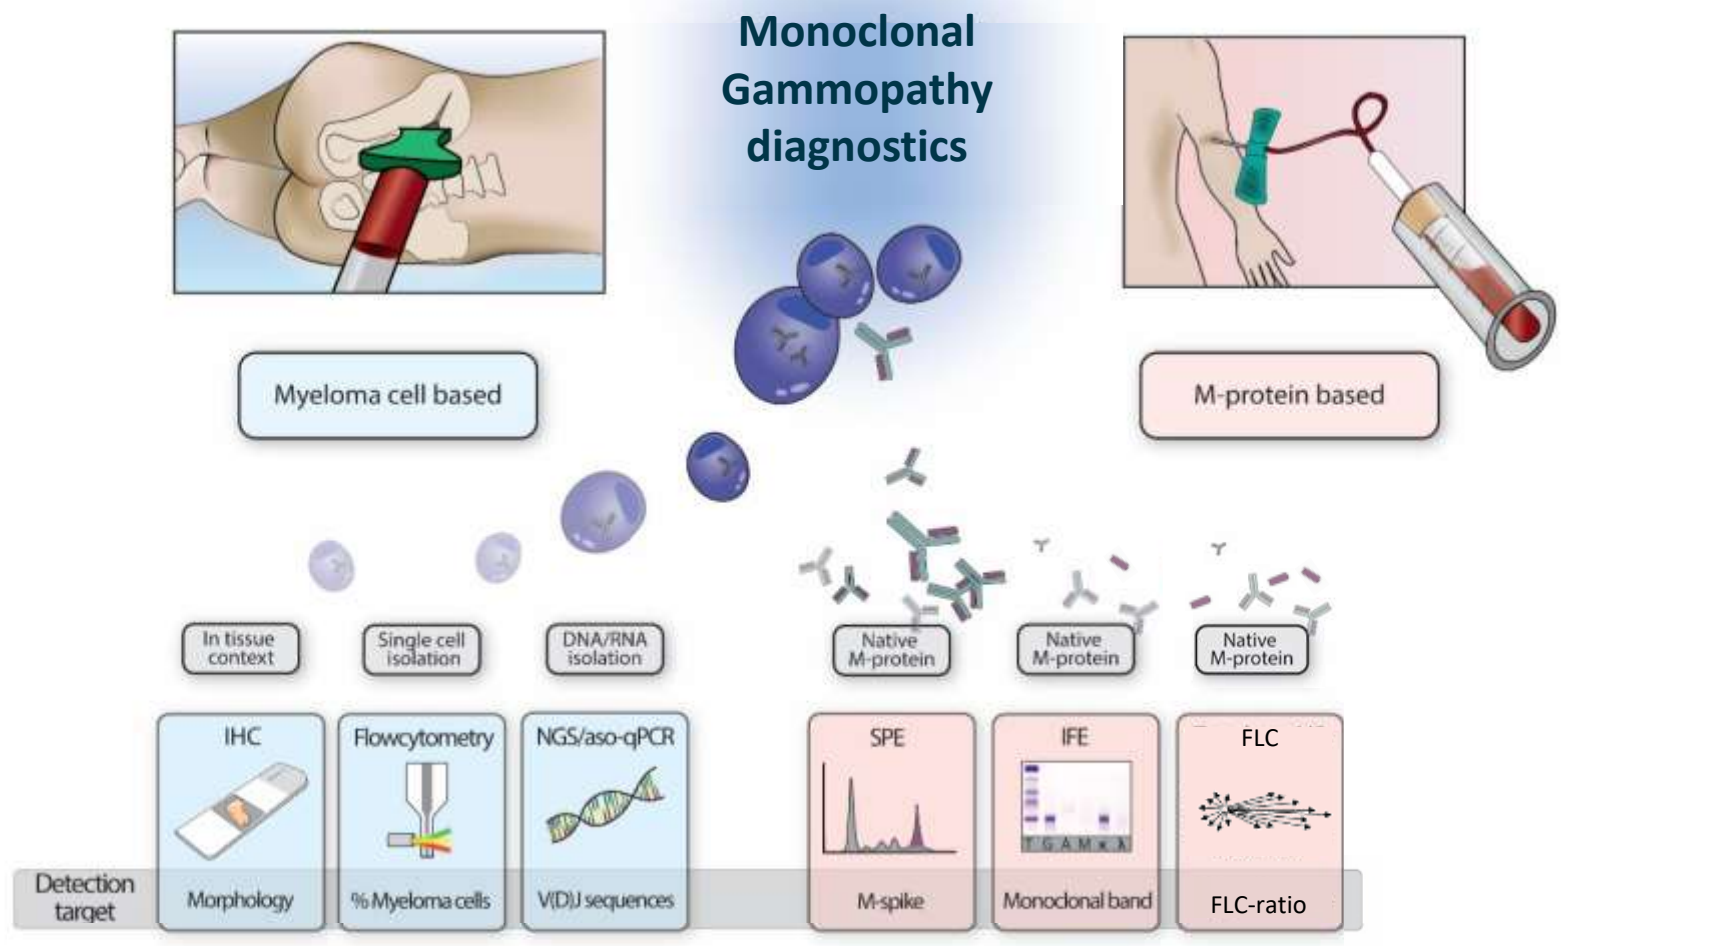 Monoclonal
Gammopathy
diagnostics
Myeloma cell based
M-protein based
In tissue
context
Single cell
isolation
DNA/RNA
isolation
Native
M-protein
Native
M-protein
Native
M-protein
IHC
Flowcytometry
NGS/aso-qPCR
SPE
IFE
FLC
T G A M κ λ
Detection
target
Morphology
% Myeloma cells
V(D)J sequences
M-spike
Monoclonal band
FLC-ratio